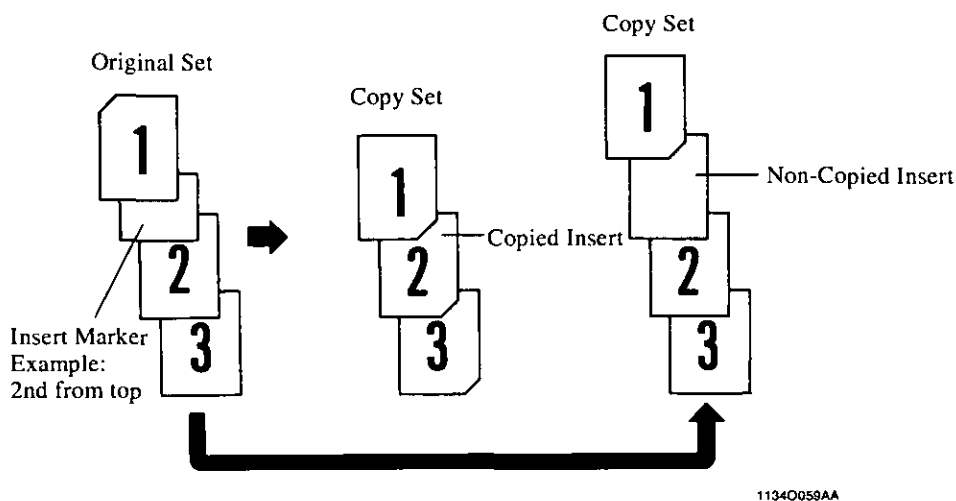 Original Set
1
2
3
Insert Marker
Example:
2nd from top
Copy Set
1
2
3
Copied Insert
Copy Set
1
2
3
Non-Copied Insert
1134O059AA